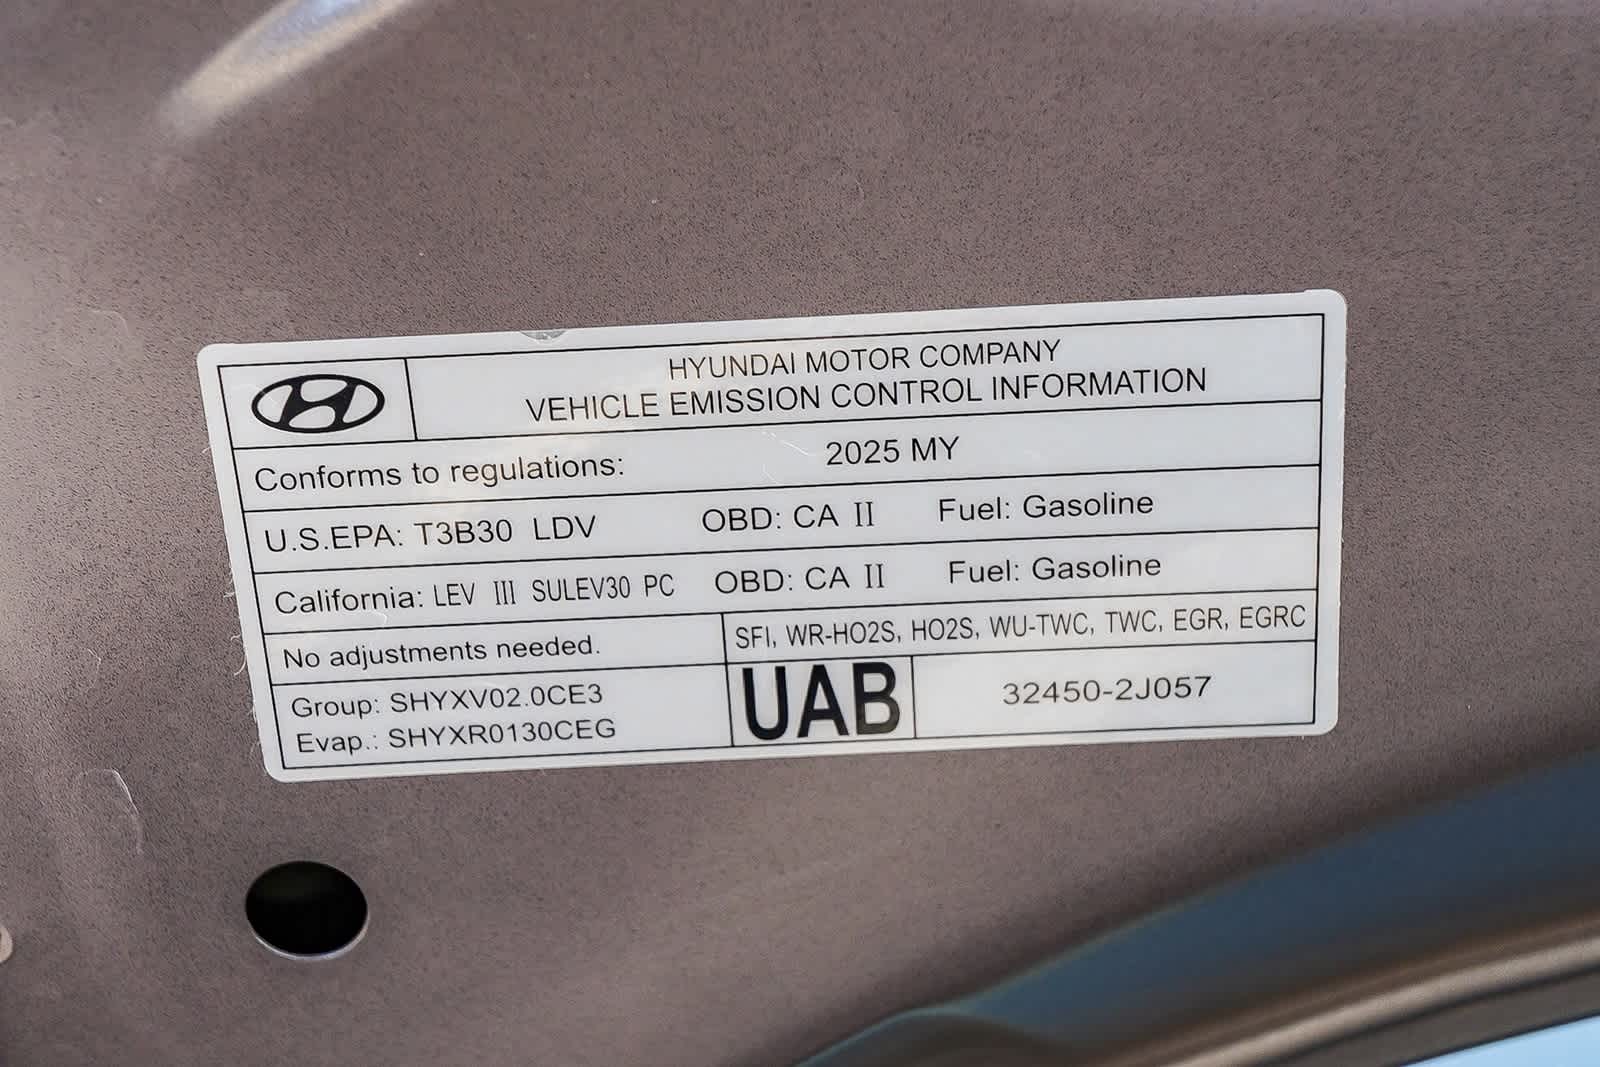 HYUNDAI MOTOR COMPANY
VEHICLE EMISSION CONTROL INFORMATION
Conforms to regulations: 2025 MY
U.S.EPA: T3B30 LDV OBD: CA II Fuel: Gasoline
California: LEV III SULEV30 PC OBD: CA II Fuel: Gasoline
No adjustments needed.
SFI, WR-HO2S, HO2S, WU-TWC, TWC, EGR, EGRC
Group: SHYXV02.0CE3
Evap.: SHYXR0130CEG
UAB
32450-2J057